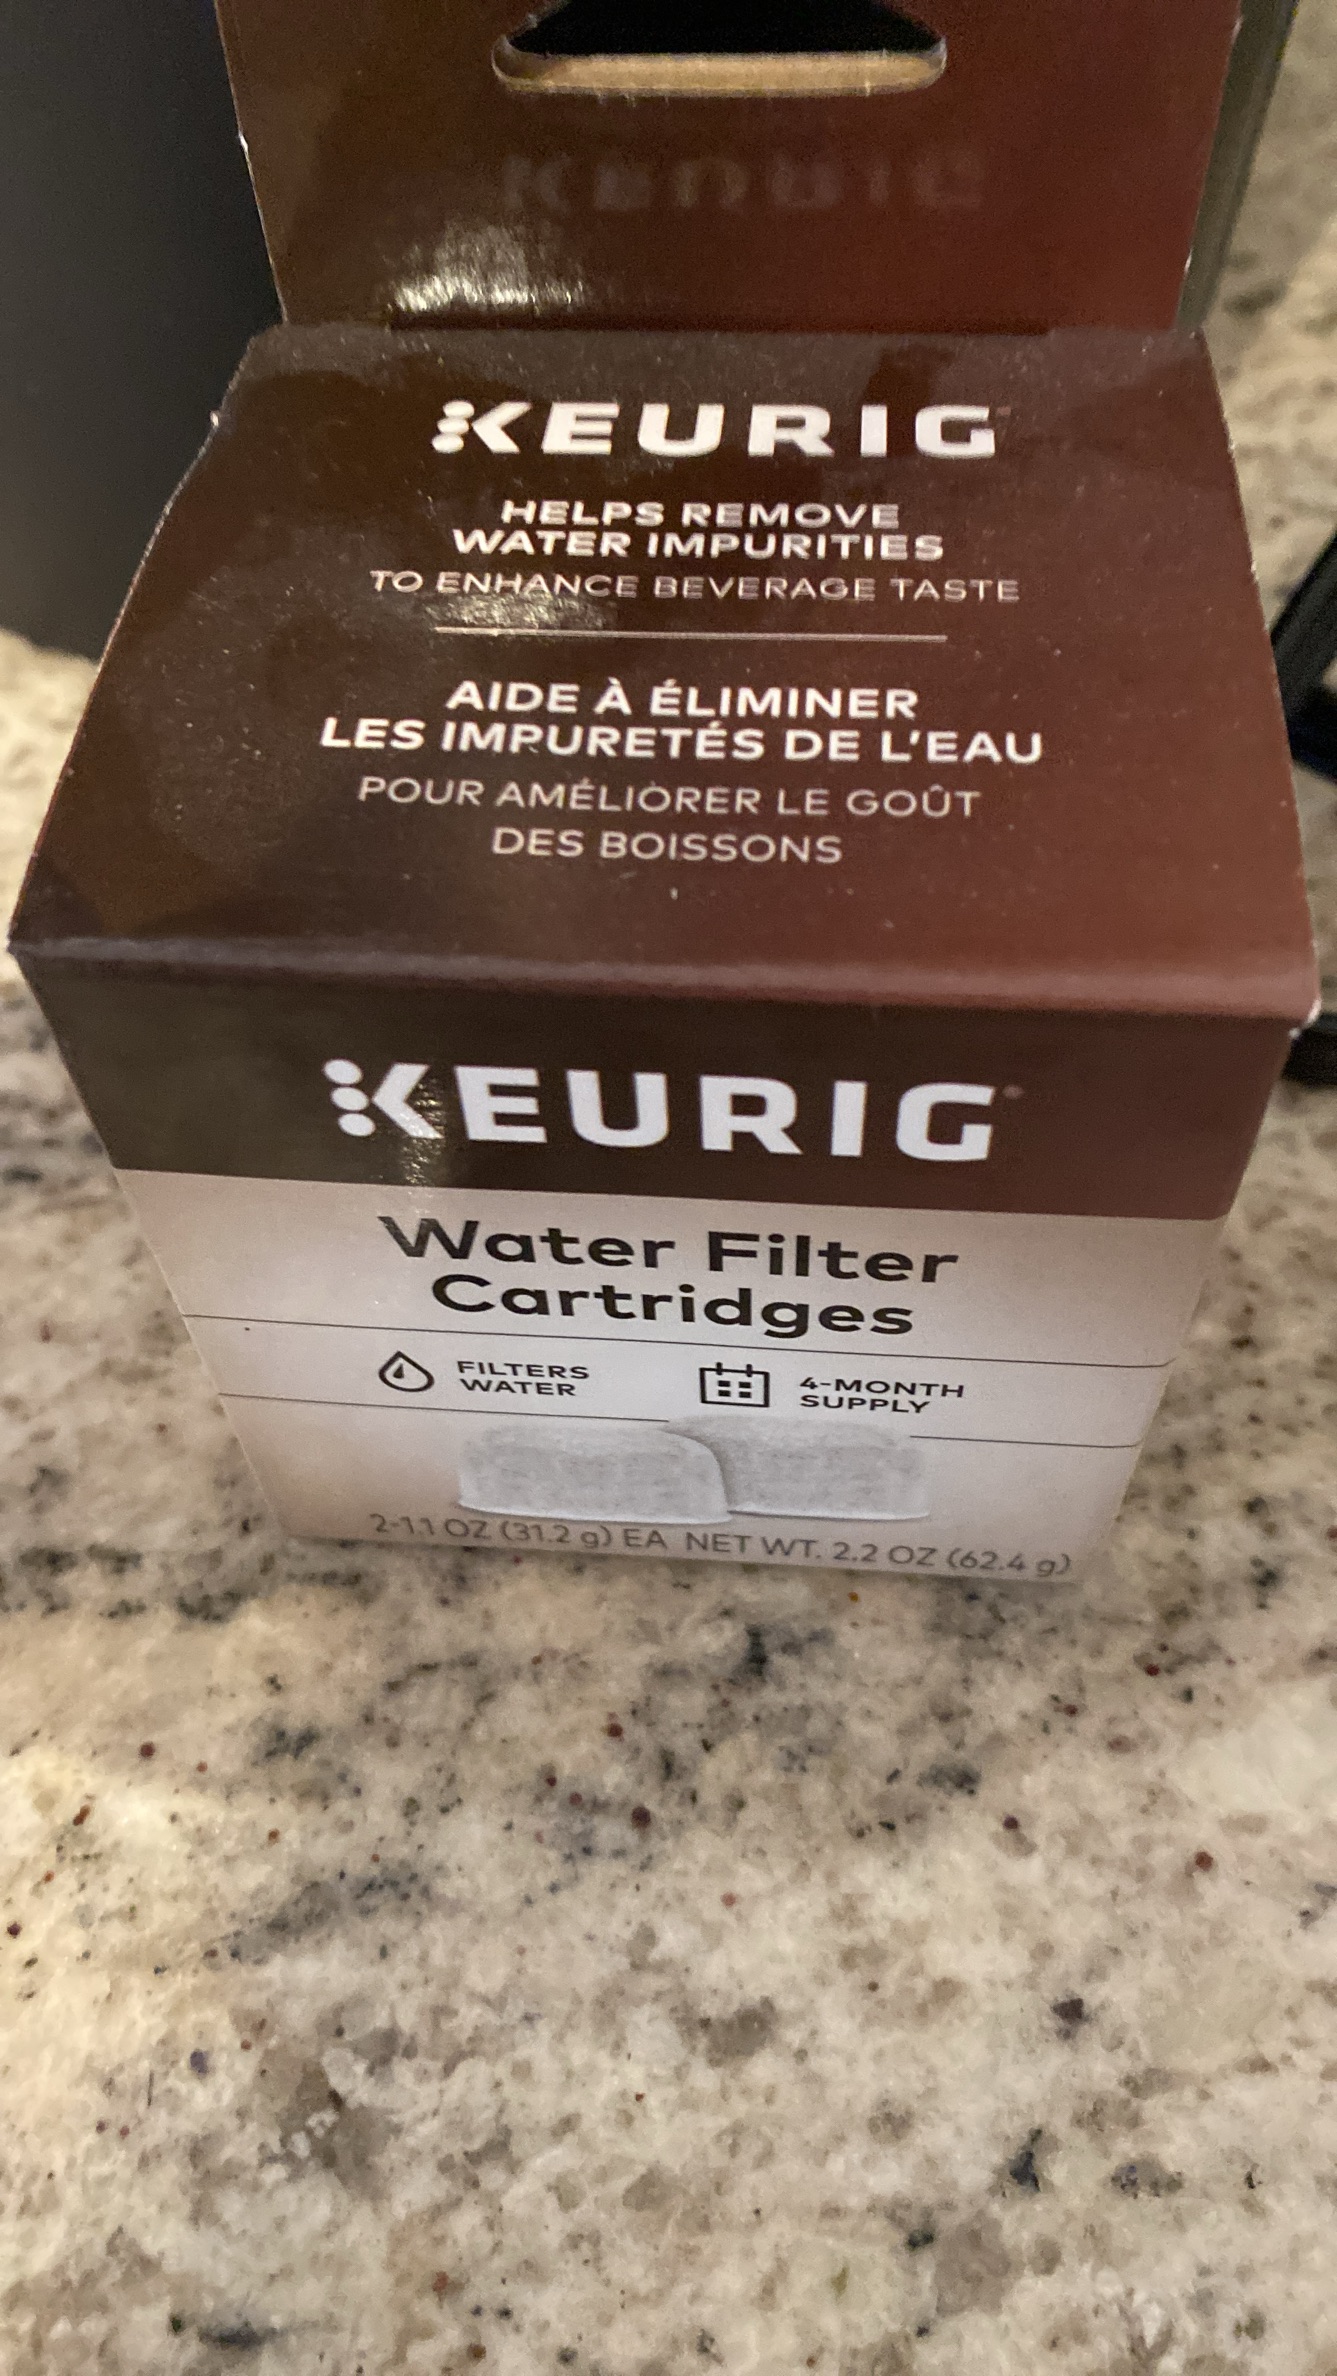 KEURIG
HELPS REMOVE
WATER IMPURITIES
TO ENHANCE BEVERAGE TASTE
AIDE À ÉLIMINER
LES IMPURETÉS DE L'EAU
POUR AMÉLIORER LE GOÛT
DES BOISSONS
KEURIG
Water Filter
Cartridges
FILTERS
WATER
4-MONTH
SUPPLY
2-1.1 OZ (31.2 g) EA NET WT. 2.2 OZ (62.4 g)